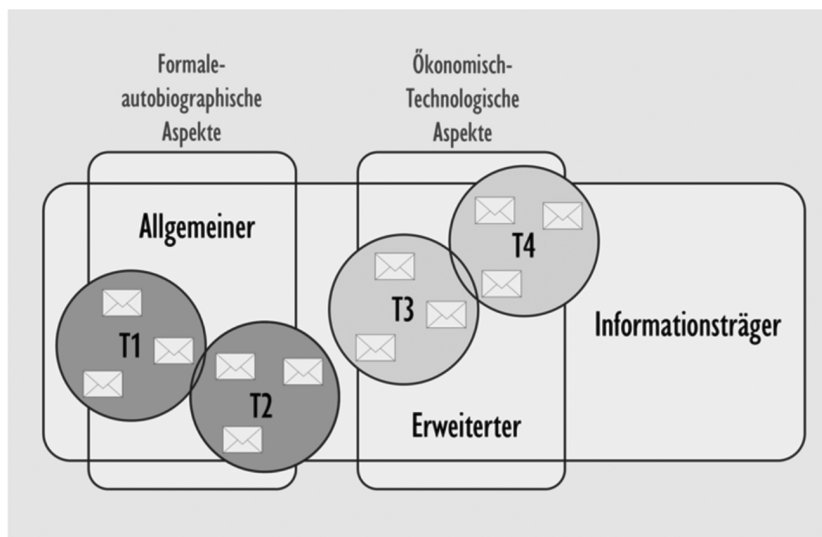 Formale-
autobiographische
Aspekte
Ökonomisch-
Technologische
Aspekte
Allgemeiner
T1
T2
T3
T4
Informationsträger
Erweiterter